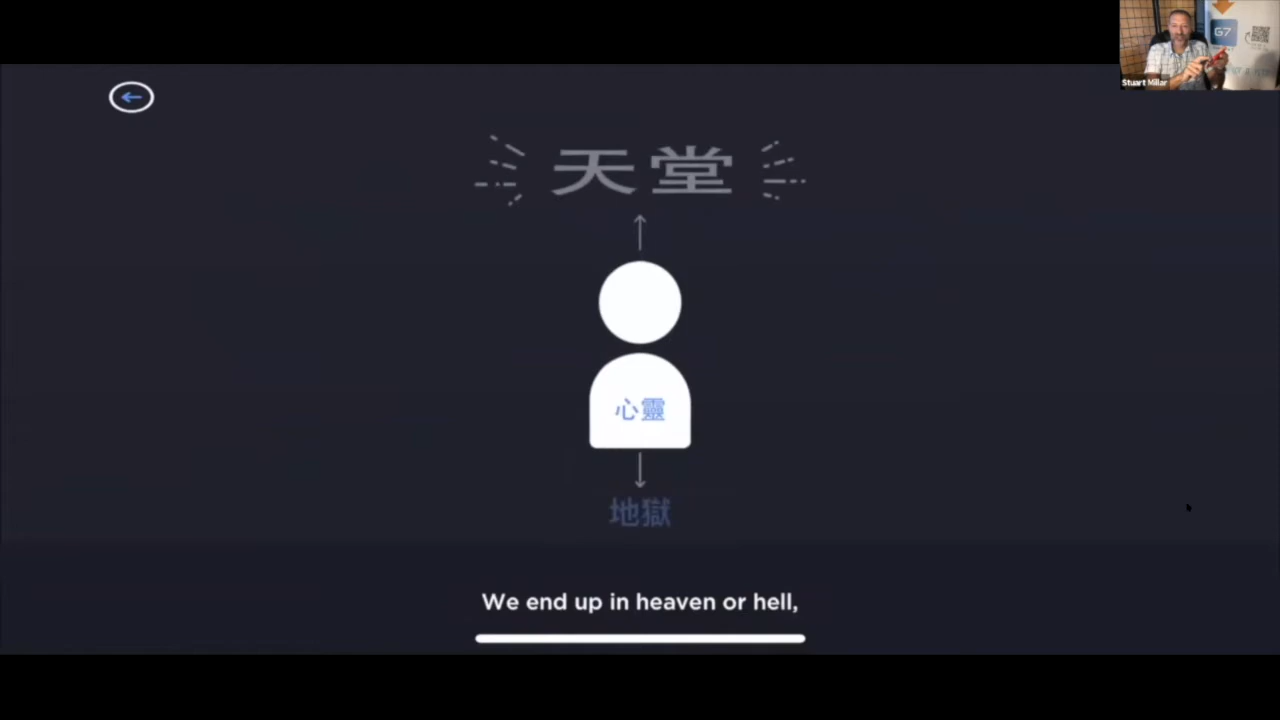 G7
Stuart Millar
天堂
心靈
地獄
We end up in heaven or hell,